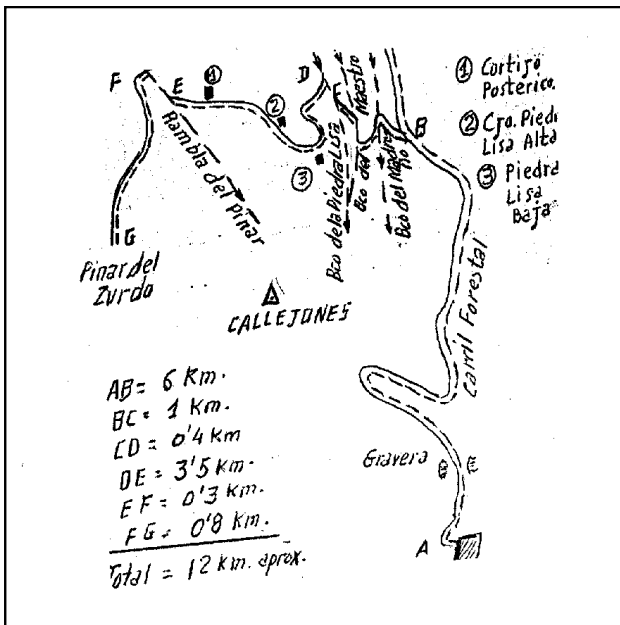 ① Cortijo
Posterico.
② Cjo. Piedra
Lisa Alta
③ Piedra
Lisa
Baja
F
E
①
D
②
③
B
Maestro
Rambla del Pinar
Bco de la Piedra Lisa
Bco del
Bco del
G
Pinar del
Zurdo
CALLEJONES
Carril Forestal
AB= 6 Km.
BC= 1 Km.
CD= 0'4 Km
DE= 3'5 Km.
EF= 0'3 Km.
FG= 0'8 Km.
Total = 12 Km. aprox.
Gravera
A